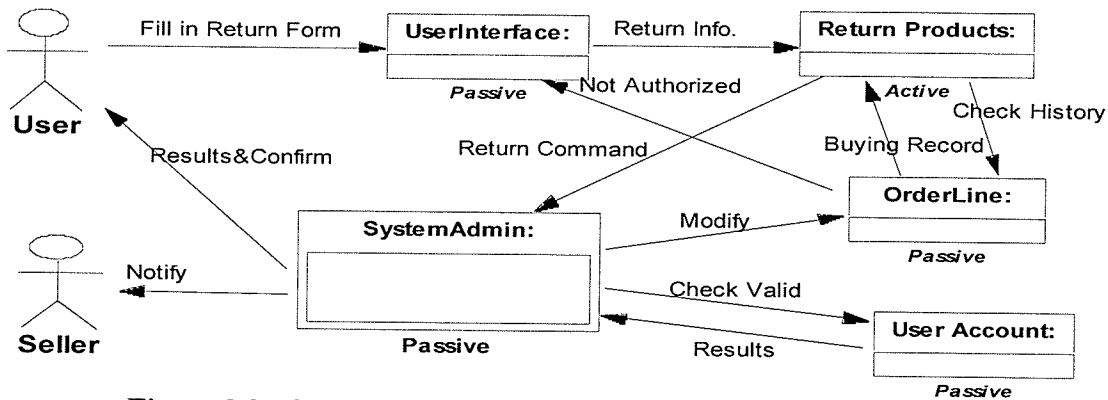 Fill in Return Form
UserInterface:
Return Info.
Return Products:
Passive
Not Authorized
Active
Check History
User
Results&Confirm
Return Command
Buying Record
OrderLine:
SystemAdmin:
Modify
Passive
Notify
Check Valid
Seller
User Account:
Passive
Results
Passive